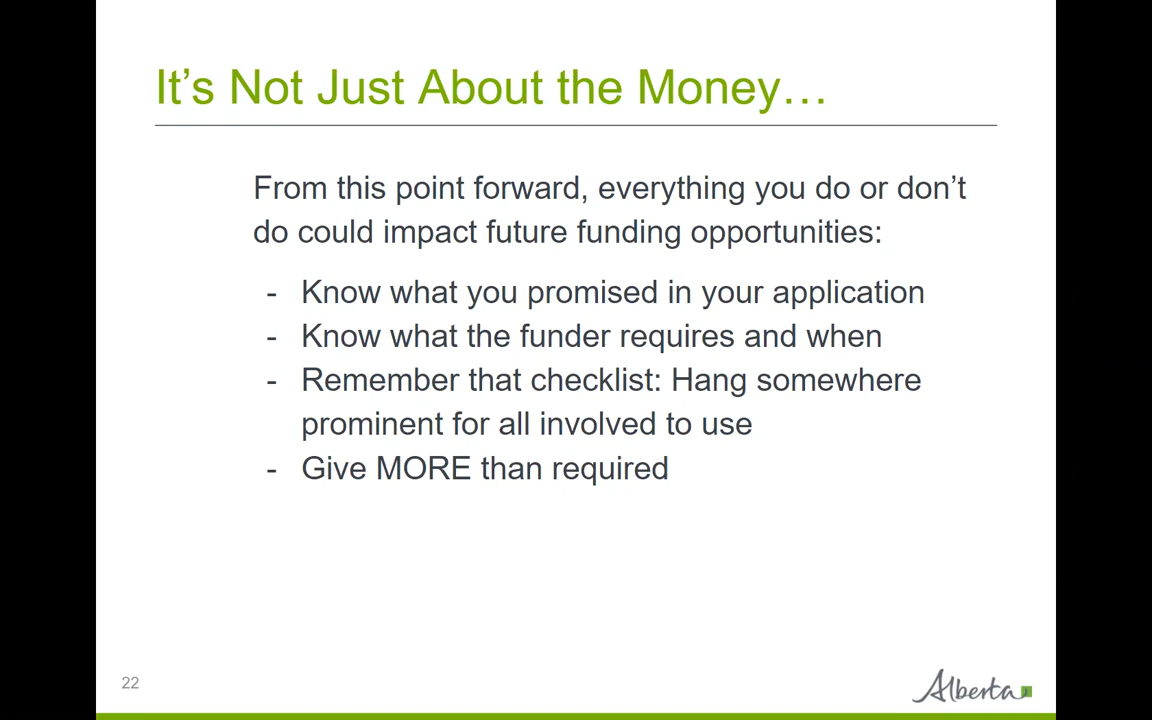 It’s Not Just About the Money…
From this point forward, everything you do or don’t
do could impact future funding opportunities:
- Know what you promised in your application
- Know what the funder requires and when
- Remember that checklist: Hang somewhere
prominent for all involved to use
- Give MORE than required
22
Alberta